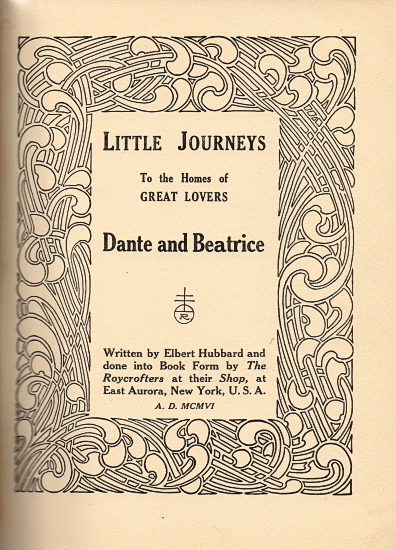 LITTLE JOURNEYS
To the Homes of
GREAT LOVERS
Dante and Beatrice
R
Written by Elbert Hubbard and
done into Book Form by The
Roycrofters at their Shop, at
East Aurora, New York, U. S. A.
A. D. MCMVI